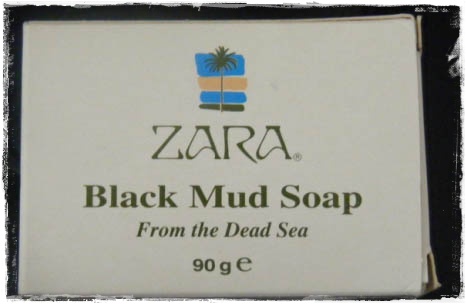 ZARA®
Black Mud Soap
From the Dead Sea
90 g ℮